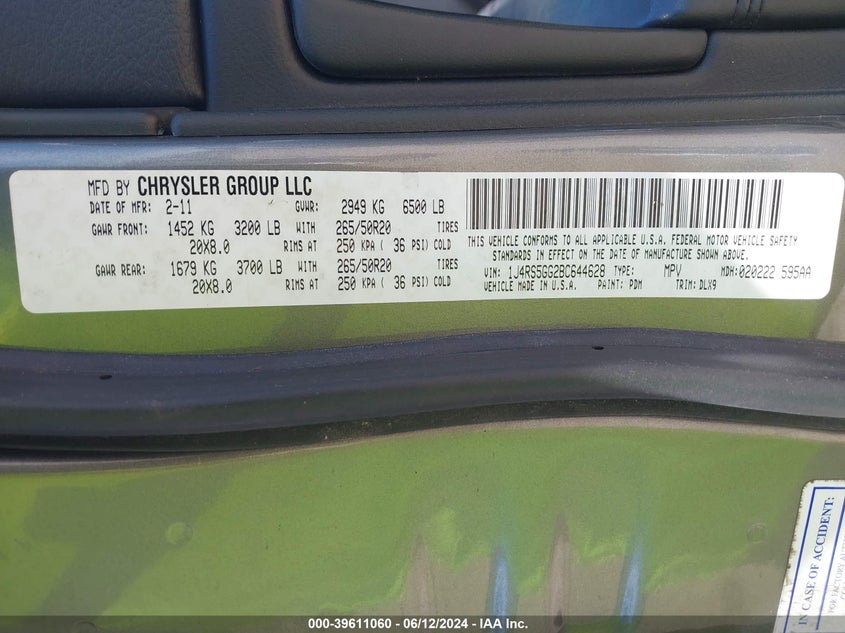 MFD BY CHRYSLER GROUP LLC
DATE OF MFR: 2-11 GVWR: 2949 KG 6500 LB
GAWR FRONT: 1452 KG 3200 LB WITH 265/50R20 TIRES
20X8.0 RIMS AT 250 KPA ( 36 PSI) COLD
GAWR REAR: 1679 KG 3700 LB WITH 265/50R20 TIRES
20X8.0 RIMS AT 250 KPA ( 36 PSI) COLD
THIS VEHICLE CONFORMS TO ALL APPLICABLE U.S.A. FEDERAL MOTOR VEHICLE SAFETY
STANDARDS IN EFFECT ON THE DATE OF MANUFACTURE SHOWN ABOVE.
VIN: 1J4RS5GG2BC644628 TYPE: MPV MDH:020222 595AA
VEHICLE MADE IN U.S.A. PAINT: PDM TRIM: DLX9
IN CASE OF ACCIDENT:
FOR FACTORY
000-39611060 - 06/12/2024 - IAA Inc.